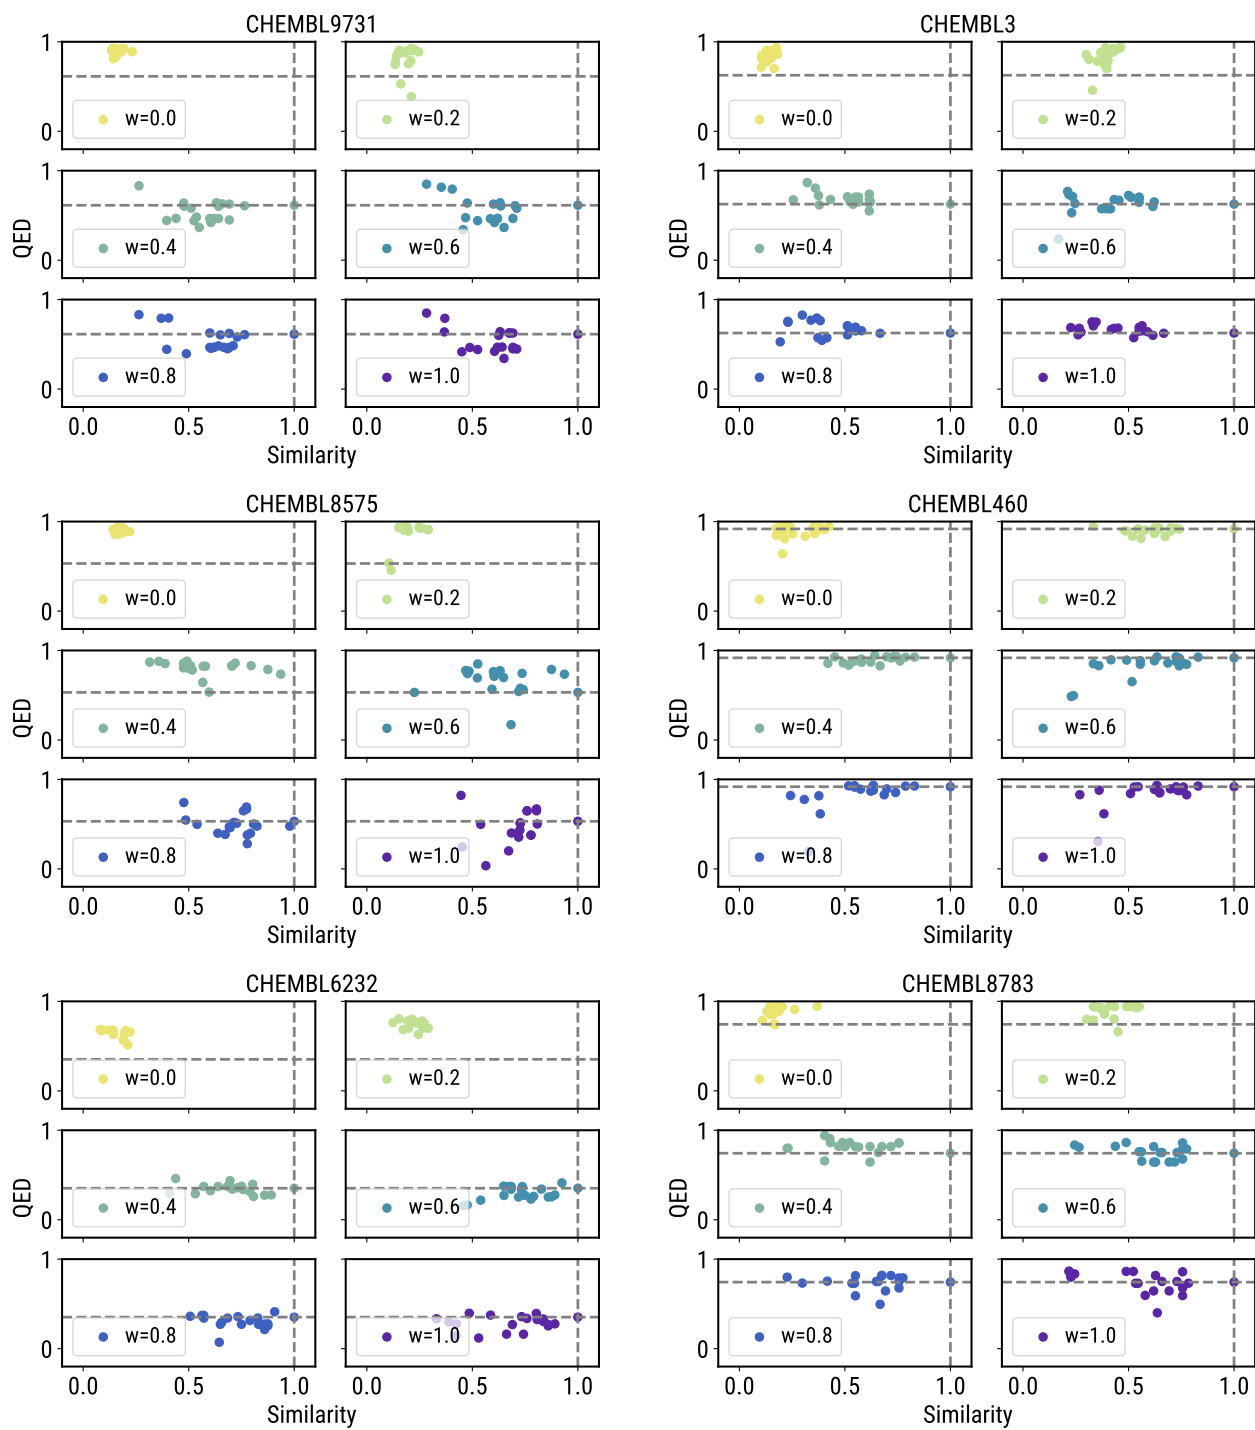 CHEMBL9731
1
0
w=0.0
w=0.2
QED
1
0
w=0.4
w=0.6
1
0
w=0.8
w=1.0
0.0 0.5 1.0
0.0 0.5 1.0
Similarity
CHEMBL3
1
0
w=0.0
w=0.2
QED
1
0
w=0.4
w=0.6
1
0
w=0.8
w=1.0
0.0 0.5 1.0
0.0 0.5 1.0
Similarity
CHEMBL8575
1
0
w=0.0
w=0.2
QED
1
0
w=0.4
w=0.6
1
0
w=0.8
w=1.0
0.0 0.5 1.0
0.0 0.5 1.0
Similarity
CHEMBL460
1
0
w=0.0
w=0.2
QED
1
0
w=0.4
w=0.6
1
0
w=0.8
w=1.0
0.0 0.5 1.0
0.0 0.5 1.0
Similarity
CHEMBL6232
1
0
w=0.0
w=0.2
QED
1
0
w=0.4
w=0.6
1
0
w=0.8
w=1.0
0.0 0.5 1.0
0.0 0.5 1.0
Similarity
CHEMBL8783
1
0
w=0.0
w=0.2
QED
1
0
w=0.4
w=0.6
1
0
w=0.8
w=1.0
0.0 0.5 1.0
0.0 0.5 1.0
Similarity